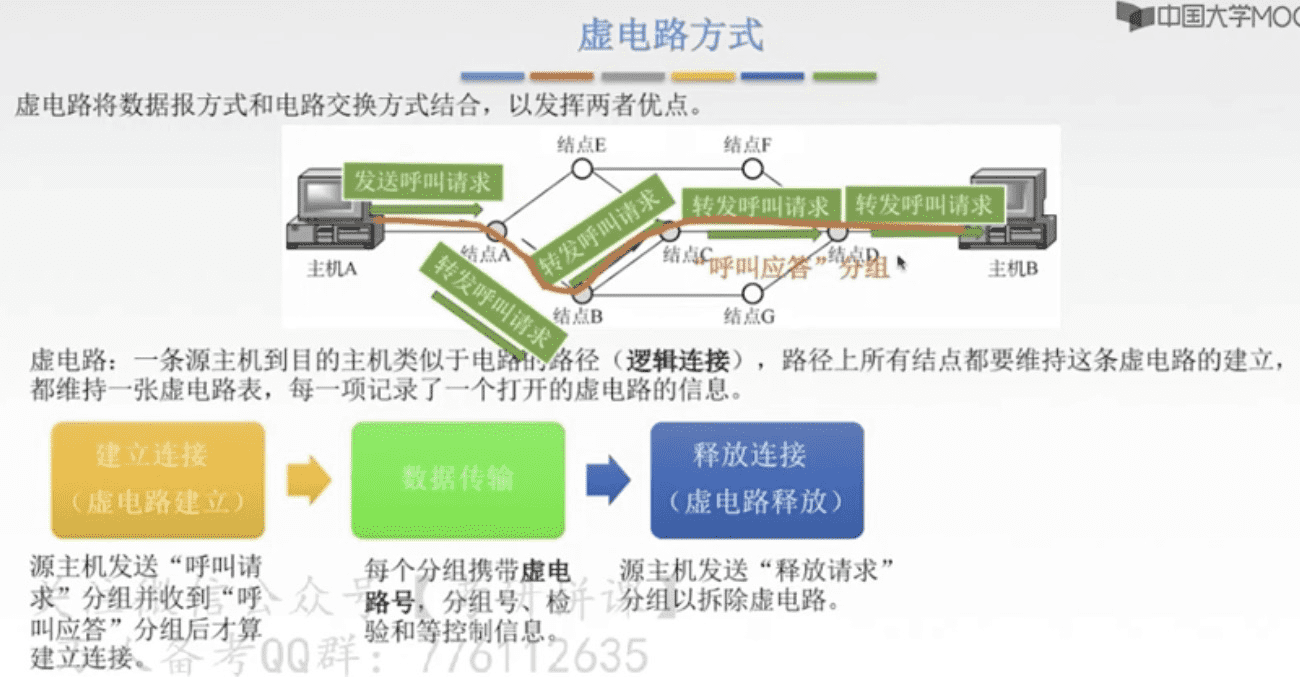 中国大学MOO
虚电路方式
虚电路将数据报方式和电路交换方式结合，以发挥两者优点。
结点E
结点F
发送呼叫请求
转发呼叫请求
转发呼叫请求
转发呼叫请求
转发呼叫请求
主机A
结点A
结点C
结点D
主机B
“呼叫应答”分组
结点B
结点G
虚电路：一条源主机到目的主机类似于电路的路径（逻辑连接），路径上所有结点都要维持这条虚电路的建立，
都维持一张虚电路表，每一项记录了一个打开的虚电路的信息。
建立连接
（虚电路建立）
数据传输
释放连接
（虚电路释放）
源主机发送“呼叫请
求”分组并收到“呼
叫应答”分组后才算
建立连接。
每个分组携带虚电
路号，分组号、检
验和等控制信息。
源主机发送“释放请求”
分组以拆除虚电路。
备考QQ群：776112635